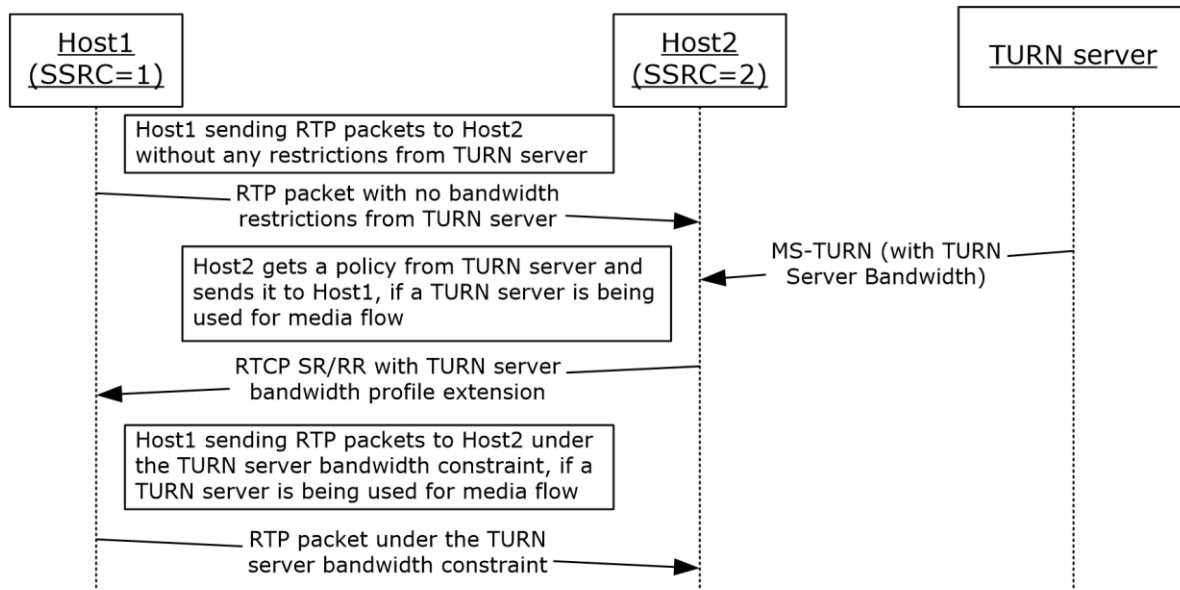 Host1
(SSRC=1)
Host2
(SSRC=2)
TURN server
Host1 sending RTP packets to Host2
without any restrictions from TURN server
RTP packet with no bandwidth
restrictions from TURN server
MS-TURN (with TURN
Server Bandwidth)
Host2 gets a policy from TURN server and
sends it to Host1, if a TURN server is being
used for media flow
RTCP SR/RR with TURN server
bandwidth profile extension
Host1 sending RTP packets to Host2 under
the TURN server bandwidth constraint, if a
TURN server is being used for media flow
RTP packet under the TURN
server bandwidth constraint